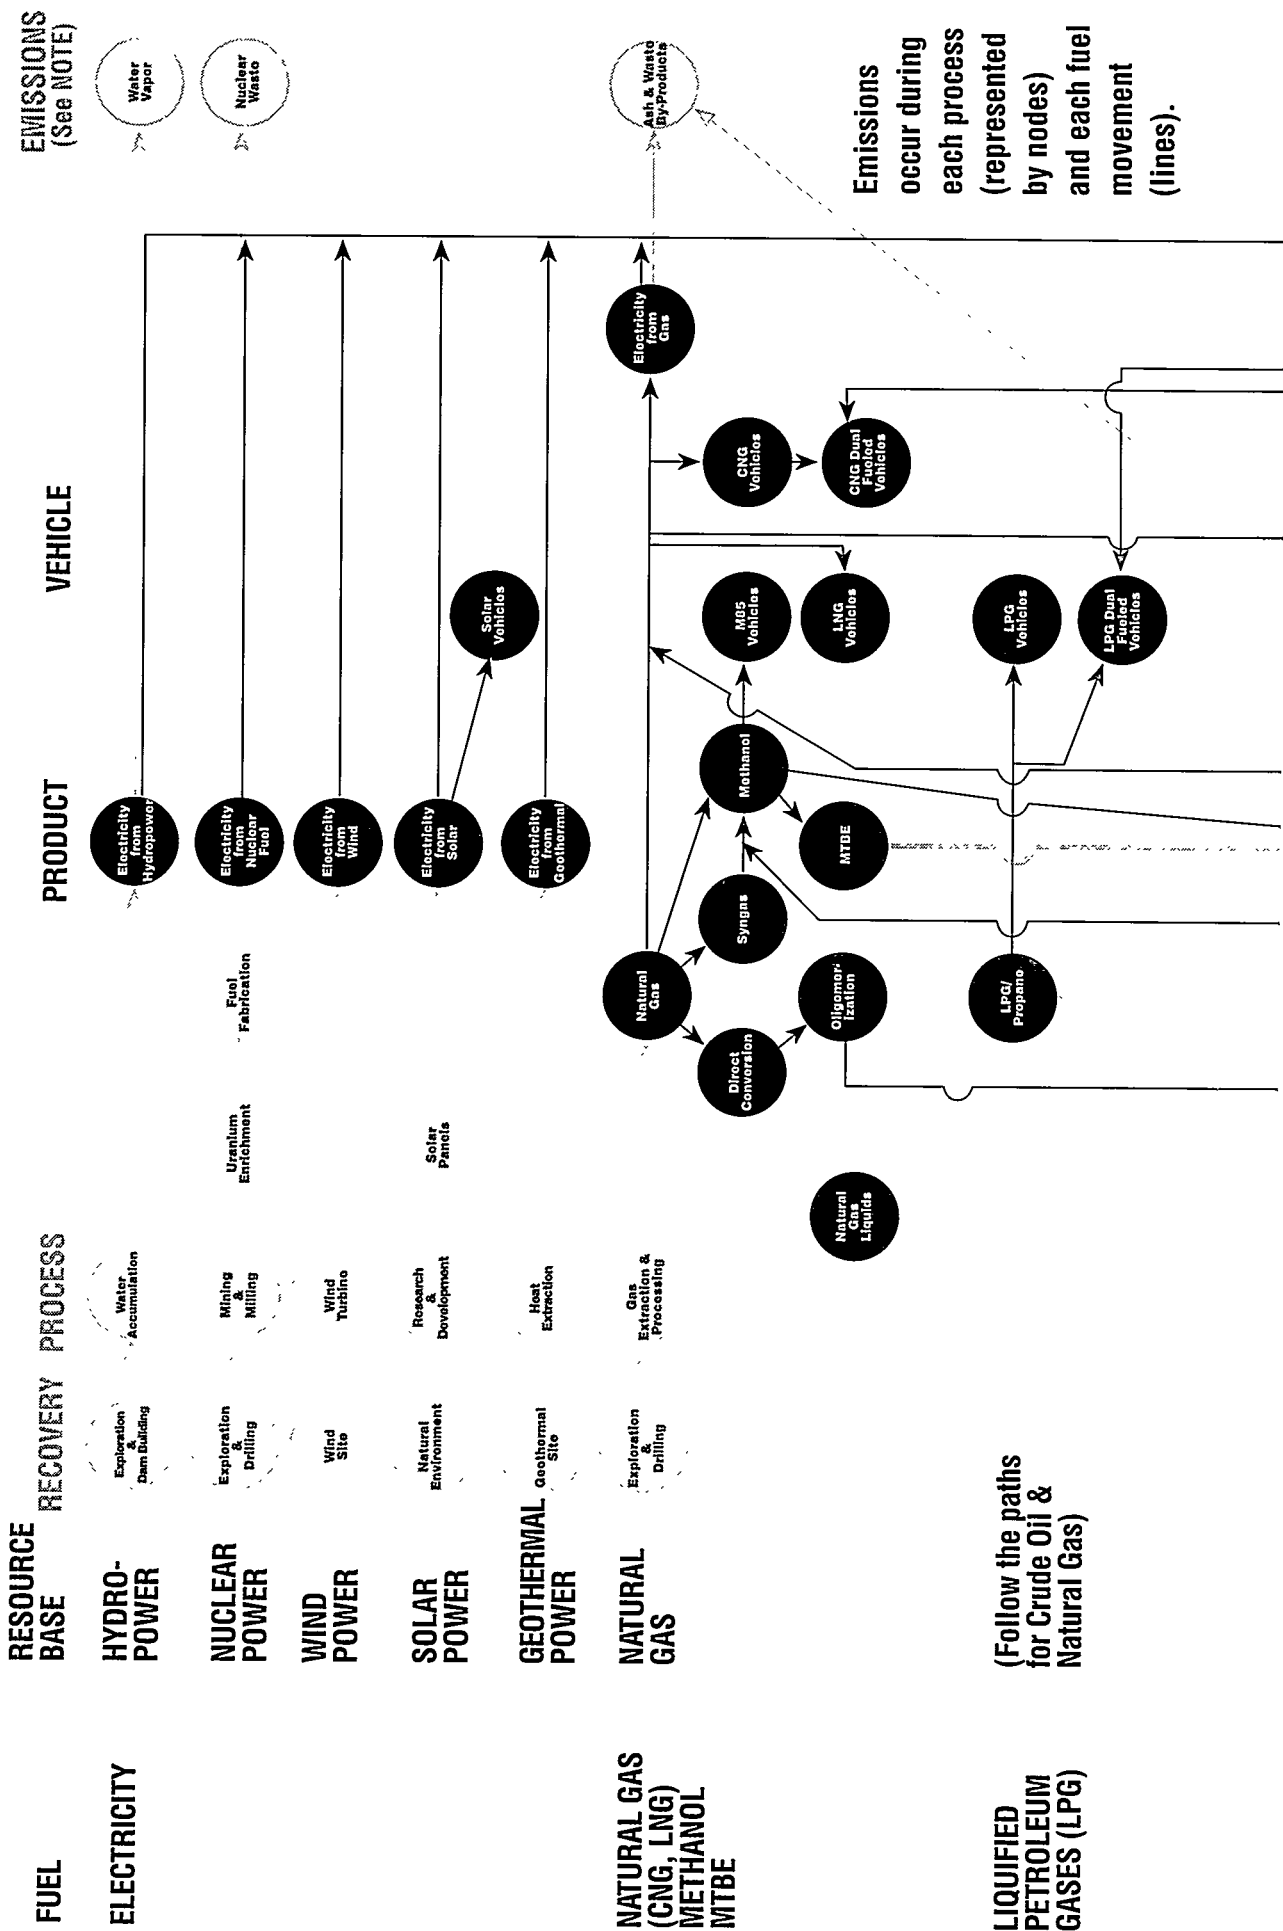 FUEL
RESOURCE
BASE
RECOVERY
PROCESS
PRODUCT
VEHICLE
EMISSIONS
(See NOTE)
ELECTRICITY
HYDRO-
POWER
Exploration
&
Dam Building
Water
Accumulation
Electricity
from
Hydropower
Water
Vapor
NUCLEAR
POWER
Exploration
&
Drilling
Mining
&
Milling
Uranium
Enrichment
Fuel
Fabrication
Electricity
from
Nuclear
Fuel
Nuclear
Waste
WIND
POWER
Wind
Site
Wind
Turbine
Electricity
from
Wind
SOLAR
POWER
Natural
Environment
Research
&
Development
Solar
Panels
Electricity
from
Solar
Solar
Vehicles
GEOTHERMAL
POWER
Geothermal
Site
Heat
Extraction
Electricity
from
Geothermal
NATURAL GAS
(CNG, LNG)
METHANOL
MTBE
NATURAL
GAS
Exploration
&
Drilling
Gas
Extraction &
Processing
Natural
Gas
Electricity
from
Gas
Ash & Waste
By-Products
Direct
Conversion
Syngas
Methanol
M85
Vehicles
CNG
Vehicles
Natural
Gas
Liquids
Oligomer-
ization
MTBE
LNG
Vehicles
CNG Dual
Fueled
Vehicles
LIQUIFIED
PETROLEUM
GASES (LPG)
(Follow the paths
for Crude Oil &
Natural Gas)
LPG/
Propane
LPG
Vehicles
LPG Dual
Fueled
Vehicles
Emissions
occur during
each process
(represented
by nodes)
and each fuel
movement
(lines).